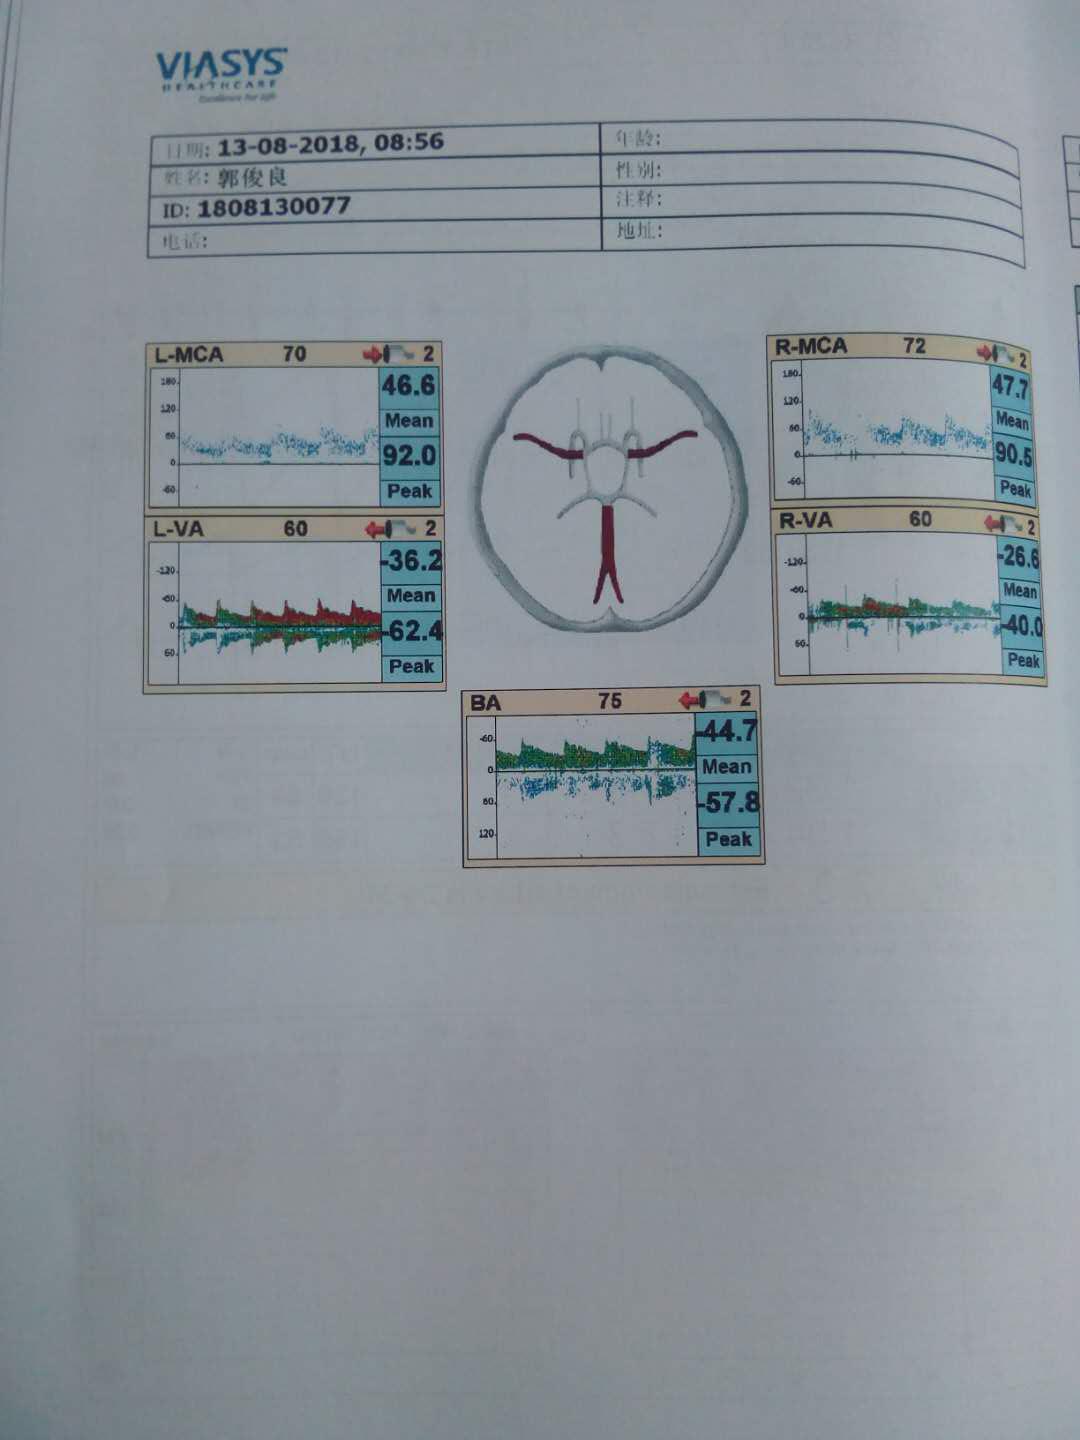 VIASYS
HEALTHCARE
Excellence for life
日期: 13-08-2018, 08:56
年龄:
姓名: 郭俊良
性别:
ID: 1808130077
注释:
电话:
地址:
L-MCA 70 2
180
120
60
0
-60
46.6
Mean
92.0
Peak
R-MCA 72 2
180
120
60
0
-60
47.7
Mean
90.5
Peak
L-VA 60 2
-120
-60
0
60
-36.2
Mean
-62.4
Peak
R-VA 60 2
-120
-60
0
60
-26.6
Mean
-40.0
Peak
BA 75 2
-60
0
60
120
-44.7
Mean
-57.8
Peak